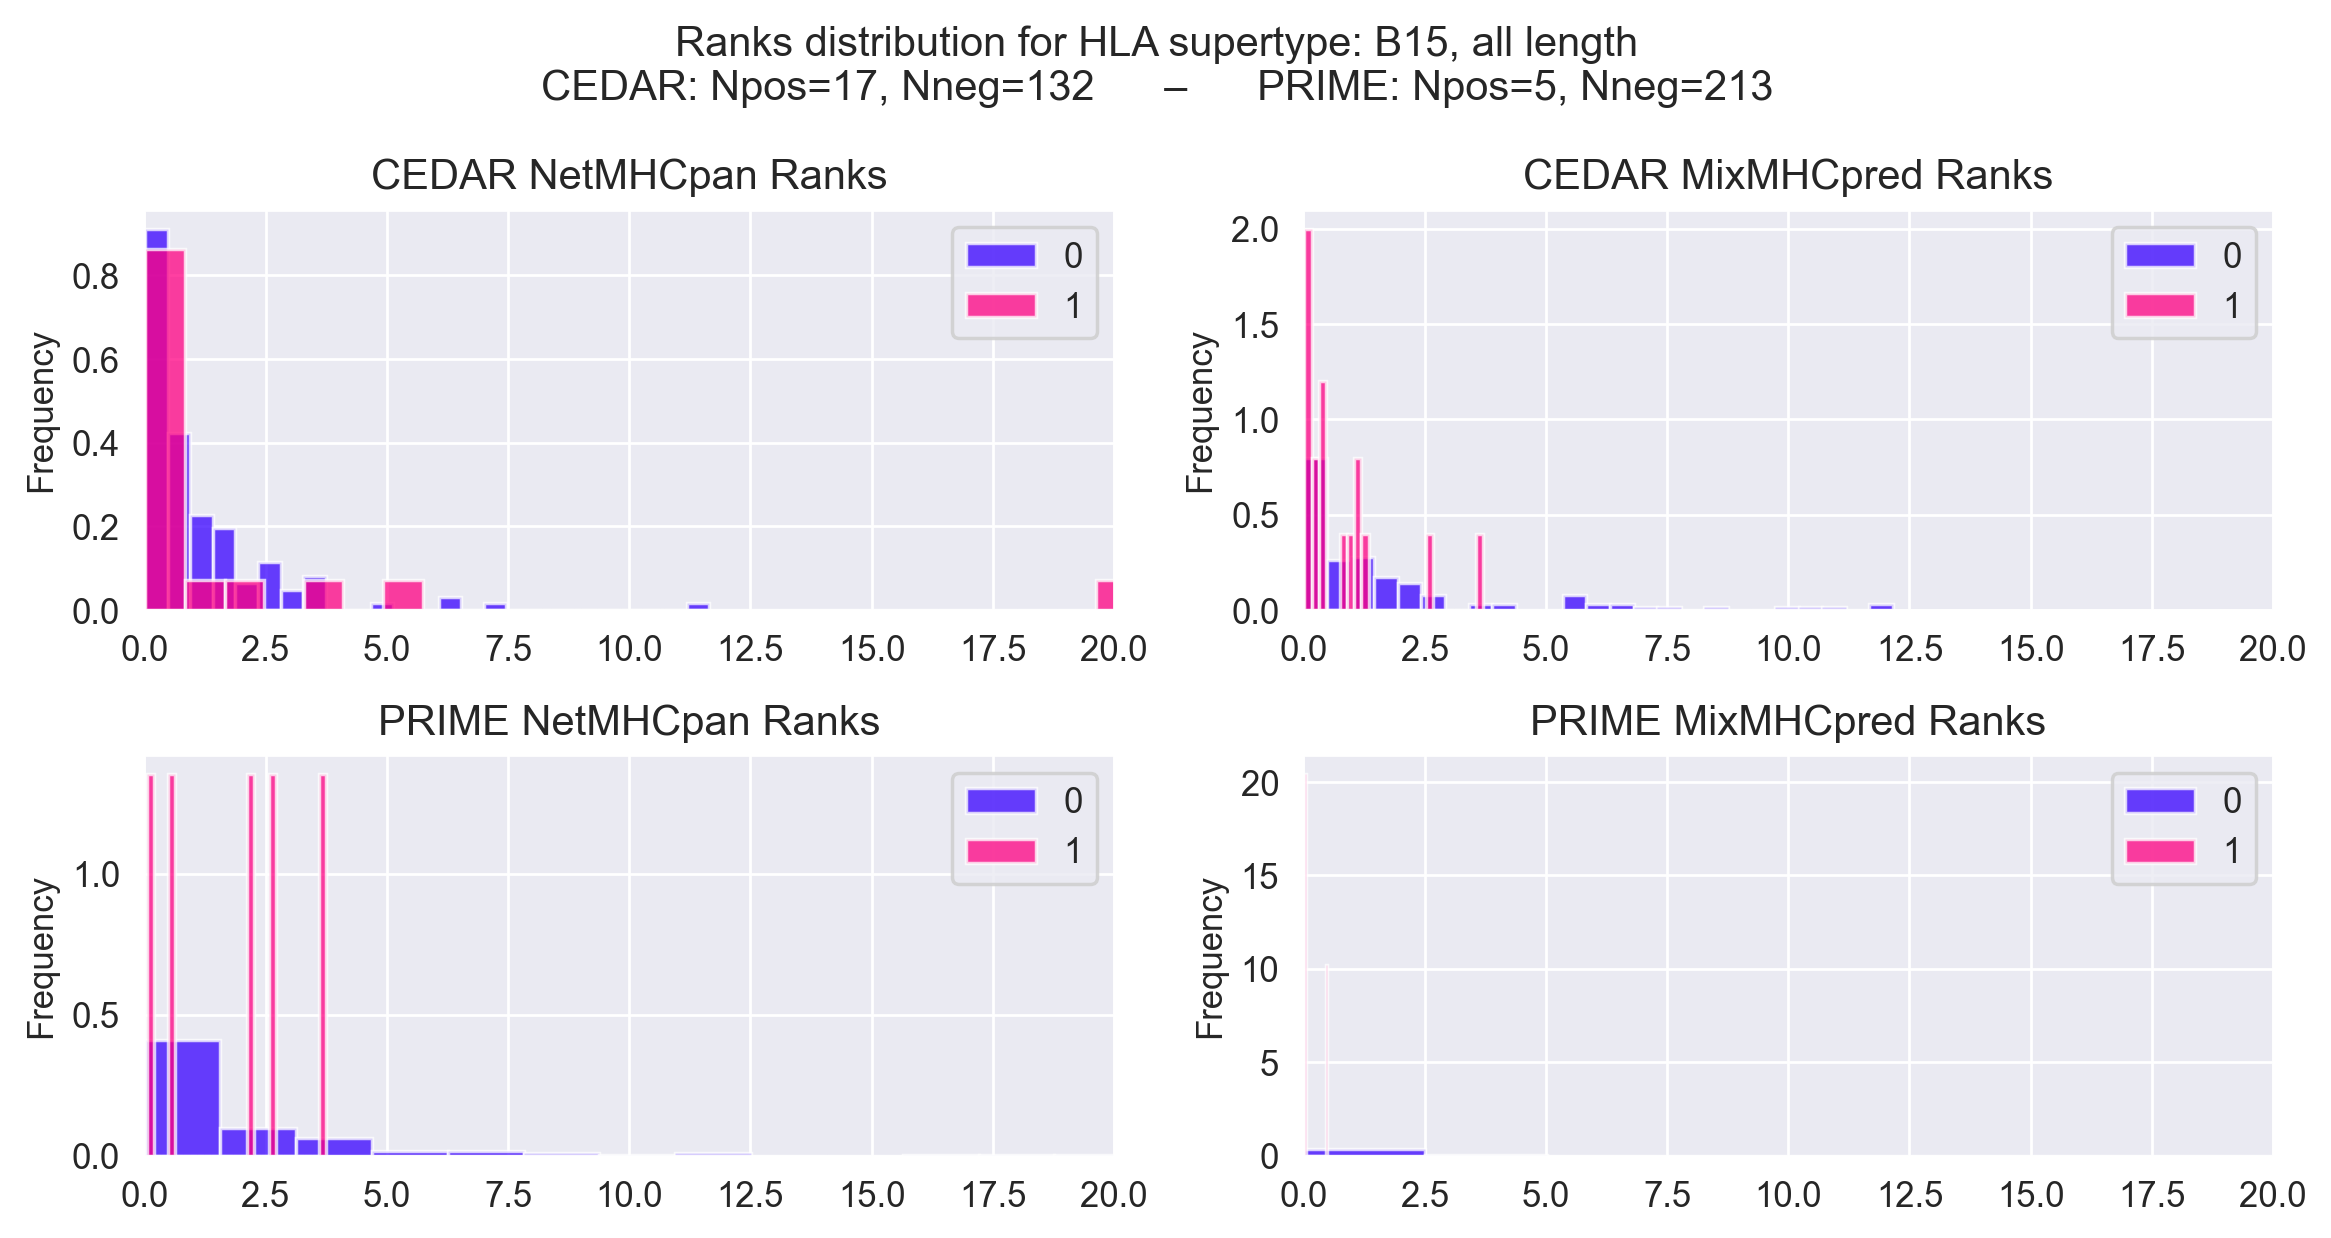 Ranks distribution for HLA supertype: B15, all length
CEDAR: Npos=17, Nneg=132 – PRIME: Npos=5, Nneg=213
CEDAR NetMHCpan Ranks
0
1
Frequency
0.8
0.6
0.4
0.2
0.0
0.0 2.5 5.0 7.5 10.0 12.5 15.0 17.5 20.0
CEDAR MixMHCpred Ranks
0
1
Frequency
2.0
1.5
1.0
0.5
0.0
0.0 2.5 5.0 7.5 10.0 12.5 15.0 17.5 20.0
PRIME NetMHCpan Ranks
0
1
Frequency
1.0
0.5
0.0
0.0 2.5 5.0 7.5 10.0 12.5 15.0 17.5 20.0
PRIME MixMHCpred Ranks
0
1
Frequency
20
15
10
5
0
0.0 2.5 5.0 7.5 10.0 12.5 15.0 17.5 20.0